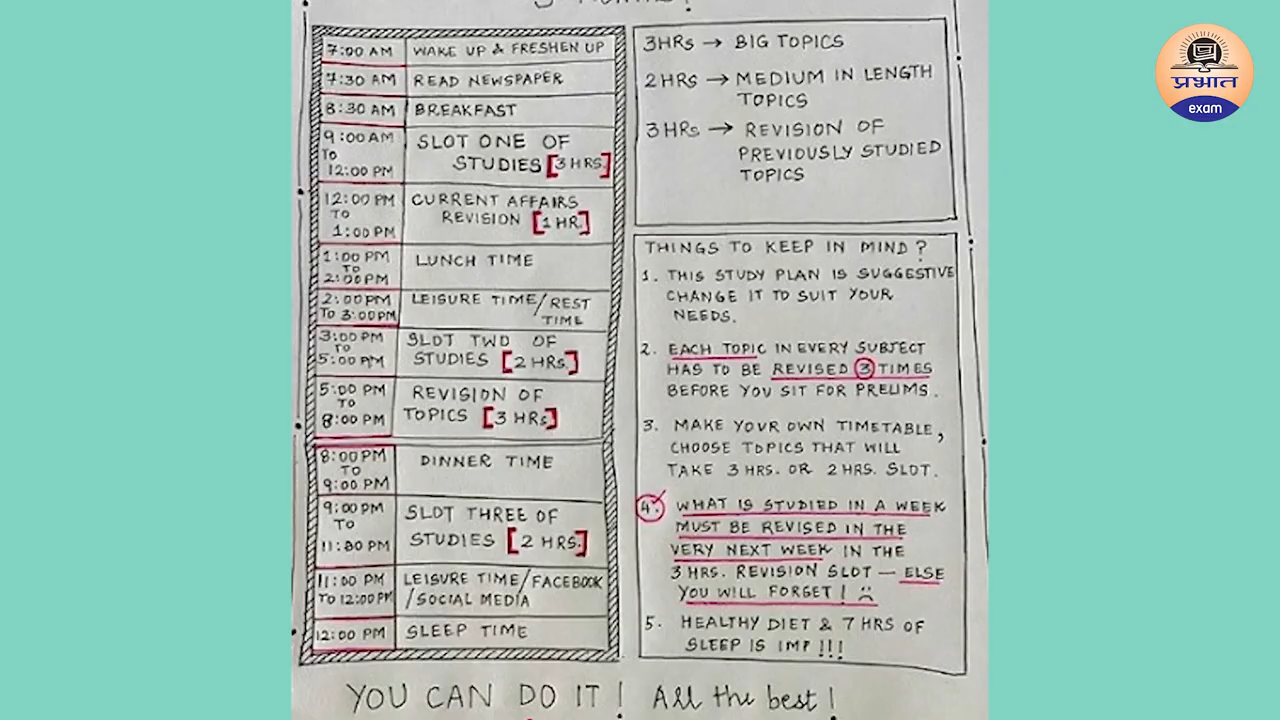 7:00 AM WAKE UP & FRESHEN UP
7:30 AM READ NEWSPAPER
8:30 AM BREAKFAST
9:00 AM
TO
12:00 PM
SLOT ONE OF
STUDIES [3 HRS.]
12:00 PM
TO
1:00 PM
CURRENT AFFAIRS
REVISION [1 HR.]
1:00 PM
TO
2:00 PM
LUNCH TIME
2:00 PM
TO 3:00 PM
LEISURE TIME/REST
TIME
3:00 PM
TO
5:00 PM
SLOT TWO OF
STUDIES [2 HRS.]
5:00 PM
TO
8:00 PM
REVISION OF
TOPICS [3 HRS]
8:00 PM
TO
9:00 PM
DINNER TIME
9:00 PM
TO
11:00 PM
SLOT THREE OF
STUDIES [2 HRS.]
11:00 PM
TO 12:00 PM
LEISURE TIME/FACEBOOK
/SOCIAL MEDIA
12:00 PM SLEEP TIME
3HRS → BIG TOPICS
2HRS → MEDIUM IN LENGTH
TOPICS
3HRS → REVISION OF
PREVIOUSLY STUDIED
TOPICS
THINGS TO KEEP IN MIND?
1. THIS STUDY PLAN IS SUGGESTIVE
CHANGE IT TO SUIT YOUR
NEEDS.
2. EACH TOPIC IN EVERY SUBJECT
HAS TO BE REVISED 3 TIMES
BEFORE YOU SIT FOR PRELIMS.
3. MAKE YOUR OWN TIMETABLE,
CHOOSE TOPICS THAT WILL
TAKE 3 HRS. OR 2 HRS. SLOT.
4. WHAT IS STUDIED IN A WEEK
MUST BE REVISED IN THE
VERY NEXT WEEK IN THE
3 HRS. REVISION SLOT — ELSE
YOU WILL FORGET! ☹
5. HEALTHY DIET & 7 HRS OF
SLEEP IS IMP!!!
YOU CAN DO IT! All the best!
प्रभात
exam